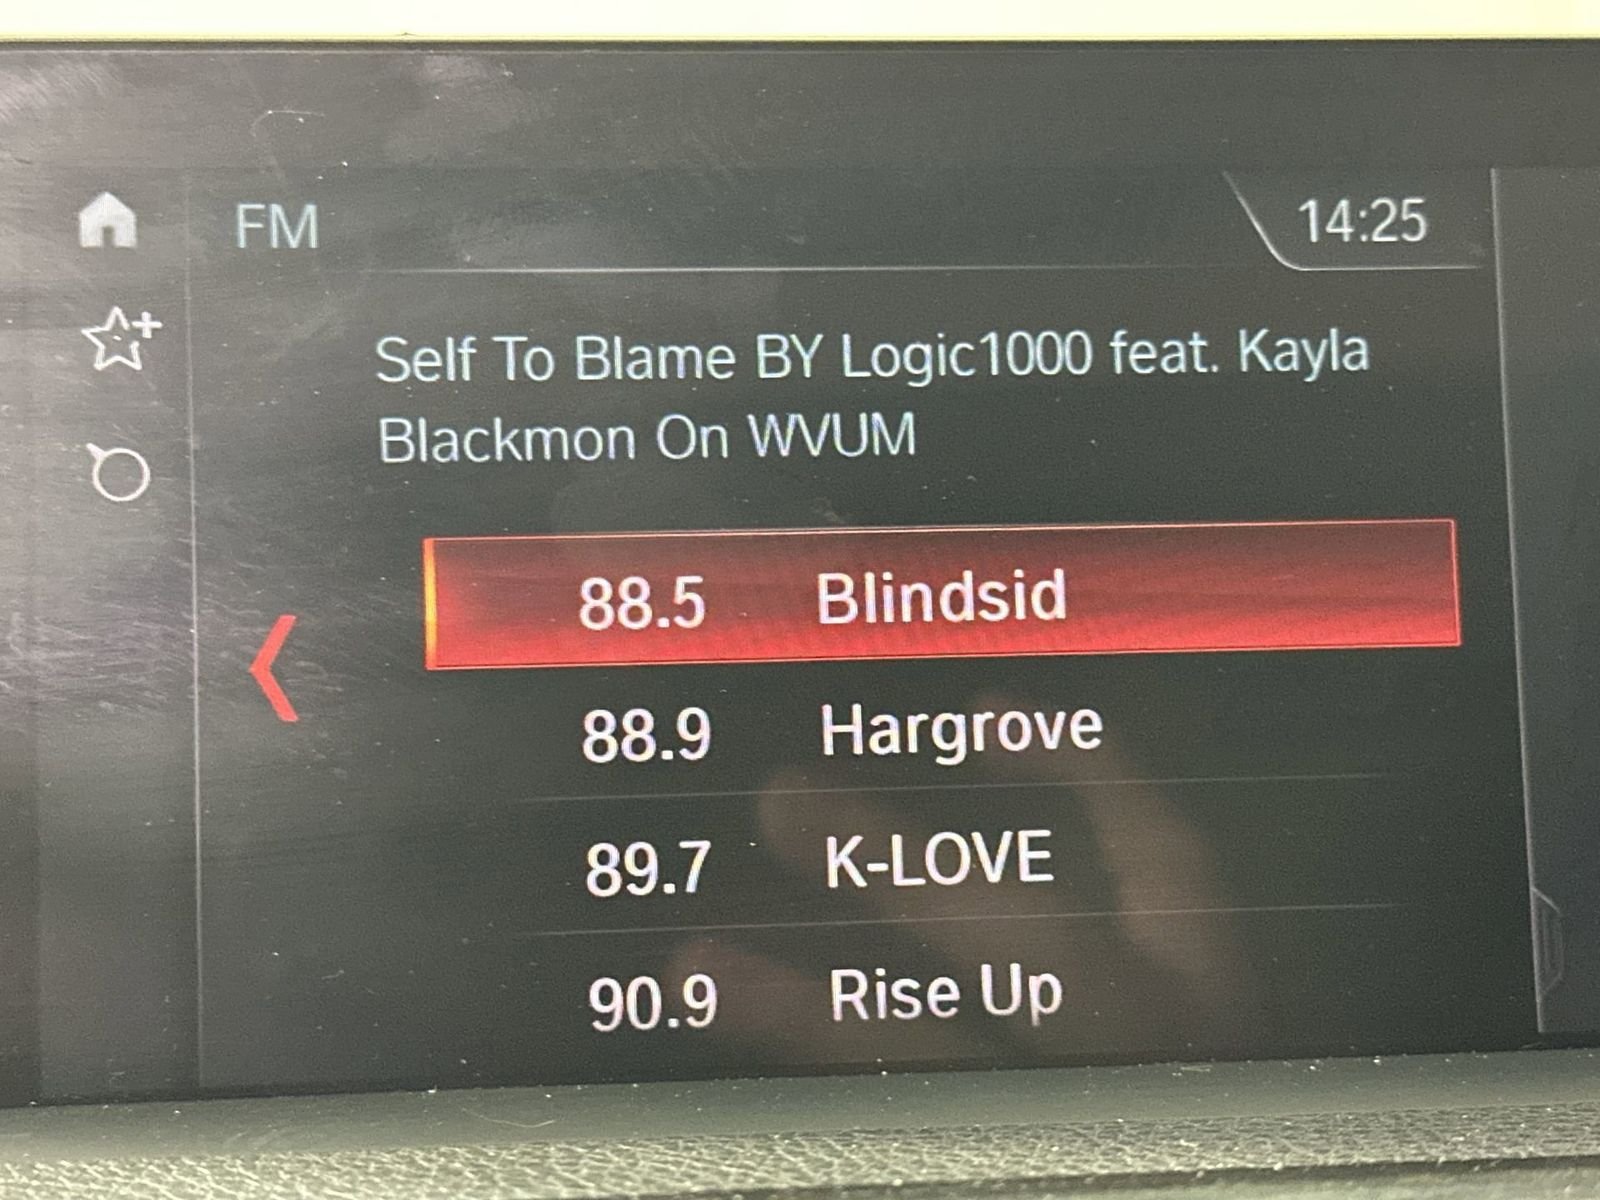 FM
14:25
Self To Blame BY Logic1000 feat. Kayla
Blackmon On WVUM
88.5 Blindsid
88.9 Hargrove
89.7 K-LOVE
90.9 Rise Up